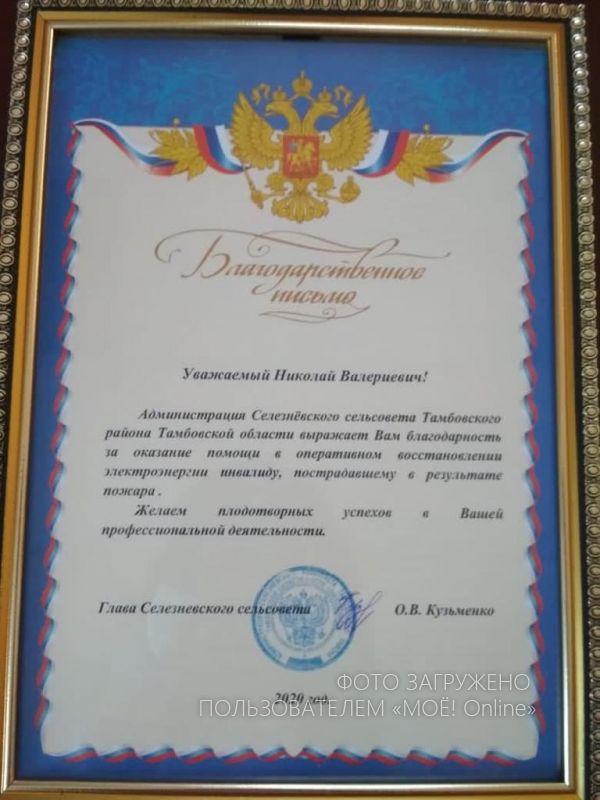 Благодарственное
письмо
Уважаемый Николай Валериевич!
Администрация Селезнёвского сельсовета Тамбовского
района Тамбовской области выражает Вам благодарность
за оказание помощи в оперативном восстановлении
электроэнергии инвалиду, пострадавшему в результате
пожара .
Желаем плодотворных успехов в Вашей
профессиональной деятельности.
Глава Селезневского сельсовета О.В. Кузьменко
2020 год
ФОТО ЗАГРУЖЕНО
ПОЛЬЗОВАТЕЛЕМ «МОЁ! Online»